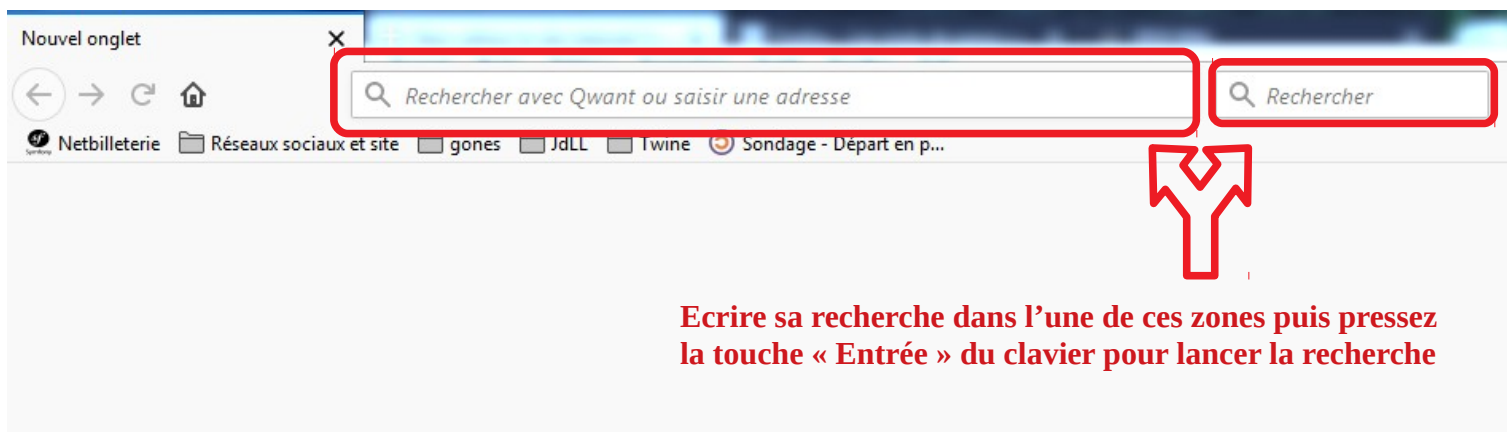 Nouvel onglet
Rechercher avec Qwant ou saisir une adresse
Rechercher
Netbilleterie Réseaux sociaux et site gones JdLL Twine Sondage - Départ en p...
Ecrire sa recherche dans l’une de ces zones puis pressez
la touche « Entrée » du clavier pour lancer la recherche